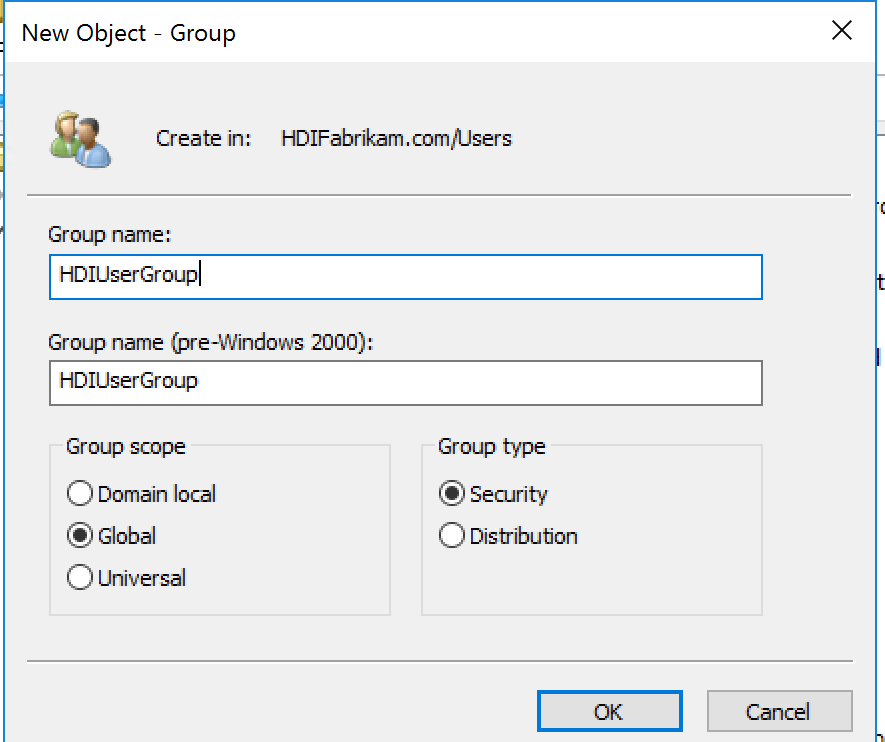 New Object - Group
Create in: HDIFabrikam.com/Users
Group name:
HDIUserGroup
Group name (pre-Windows 2000):
HDIUserGroup
Group scope
Domain local
Global
Universal
Group type
Security
Distribution
OK
Cancel